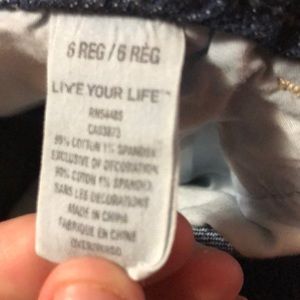 6 REG / 6 RÉG
LIVE YOUR LIFE™
RN54485
CA03873
99% COTTON 1% SPANDEX
EXCLUSIVE OF DECORATION
99% COTON 1% SPANDEX
SANS LES DÉCORATIONS
MADE IN CHINA
FABRIQUÉ EN CHINE